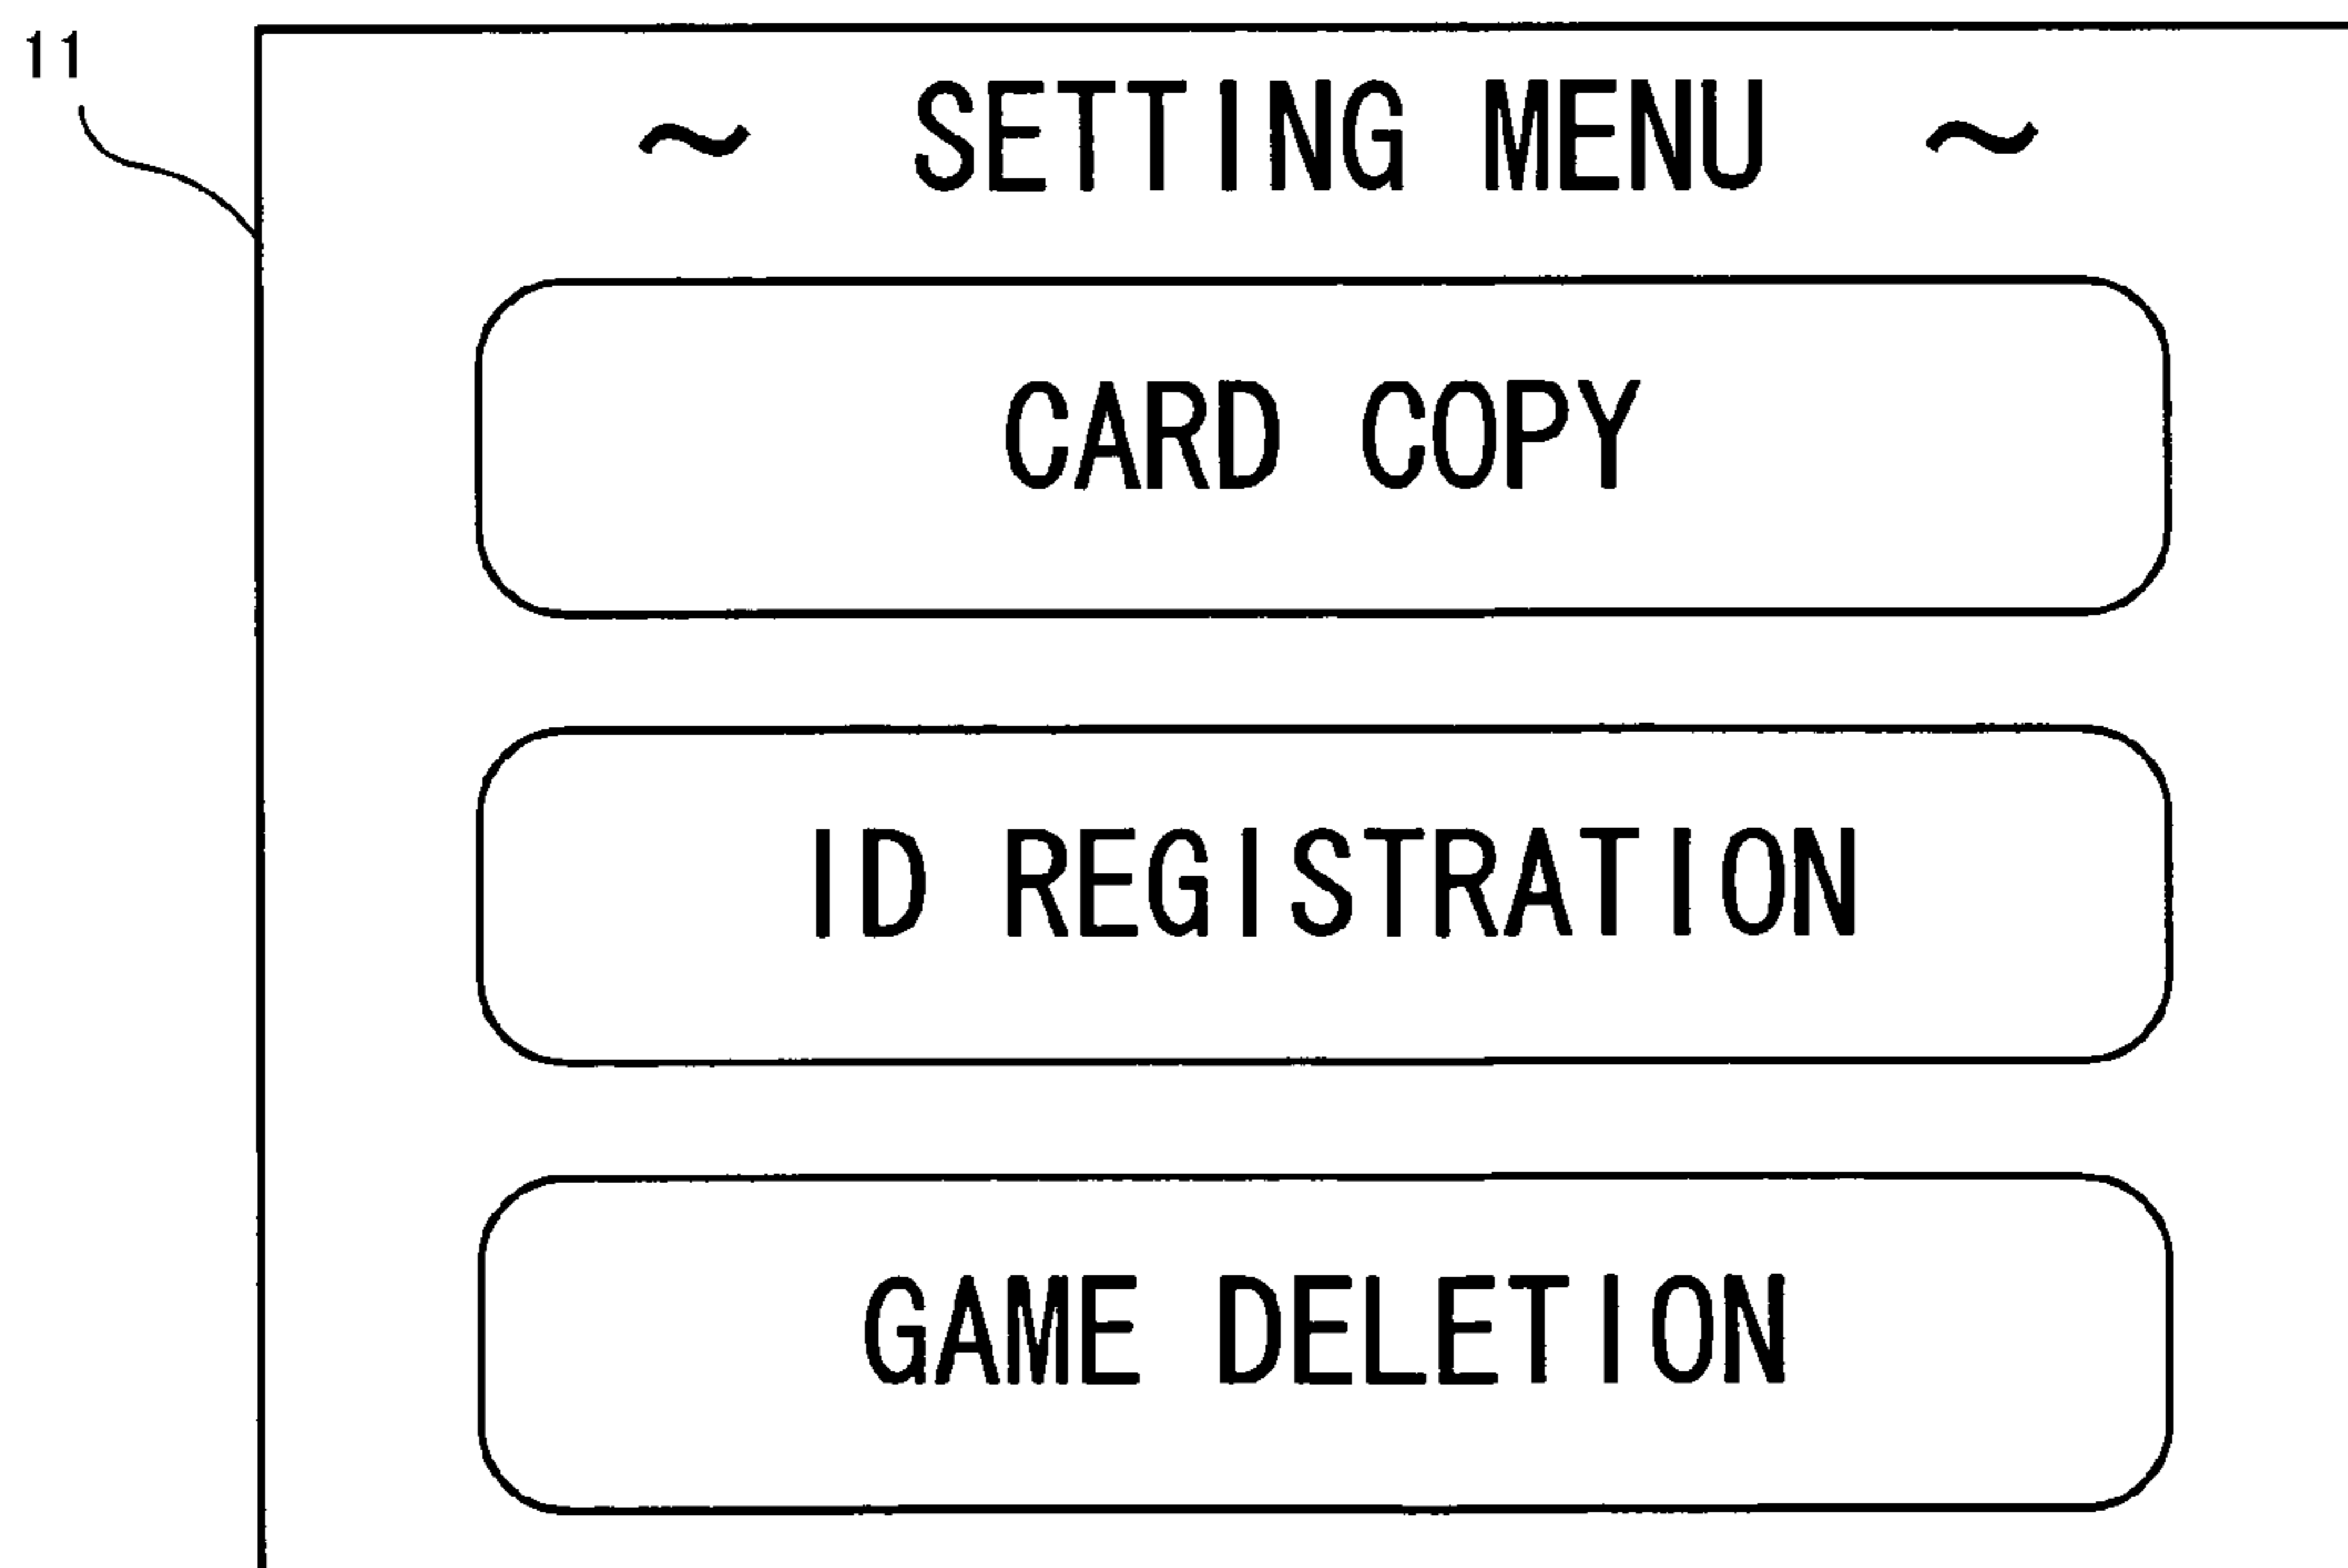 11
~ SETTING MENU ~
CARD COPY
ID REGISTRATION
GAME DELETION